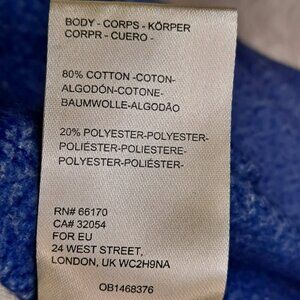 BODY - CORPS - KÖRPER
CORPR - CUERO -
80% COTTON -COTON-
ALGODÓN-COTONE-
BAUMWOLLE-ALGODÃO
20% POLYESTER-POLYESTER-
POLIÉSTER-POLIESTERE-
POLYESTER-POLIÉSTER-
RN# 66170
CA# 32054
FOR EU
24 WEST STREET,
LONDON, UK WC2H9NA
OB1468376